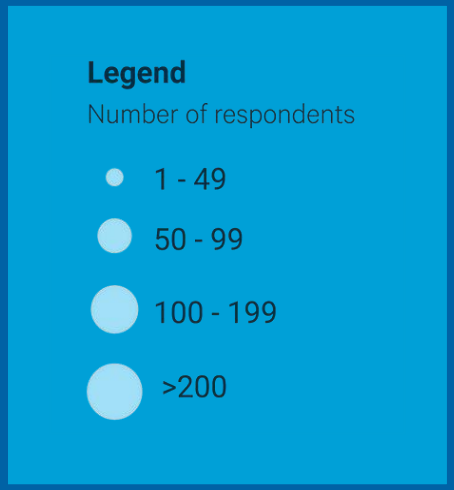 Legend
Number of respondents
1 - 49
50 - 99
100 - 199
>200